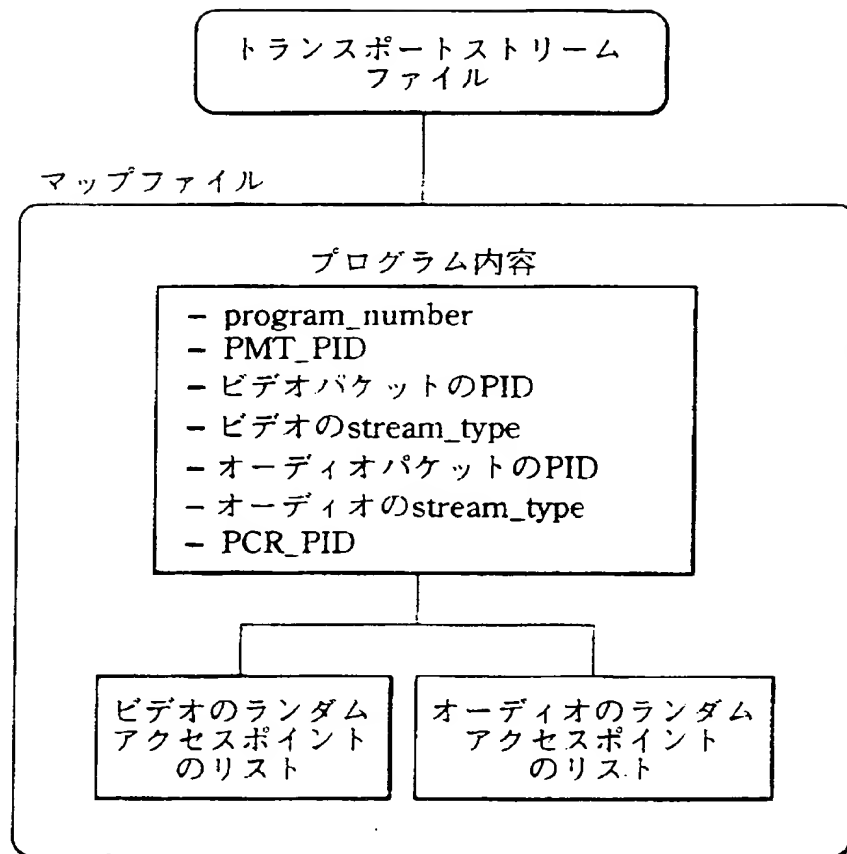 トランスポートストリーム
ファイル
マップファイル
プログラム内容
– program_number
– PMT_PID
– ビデオパケットのPID
– ビデオのstream_type
– オーディオパケットのPID
– オーディオのstream_type
– PCR_PID
ビデオのランダム
アクセスポイント
のリスト
オーディオのランダム
アクセスポイント
のリスト